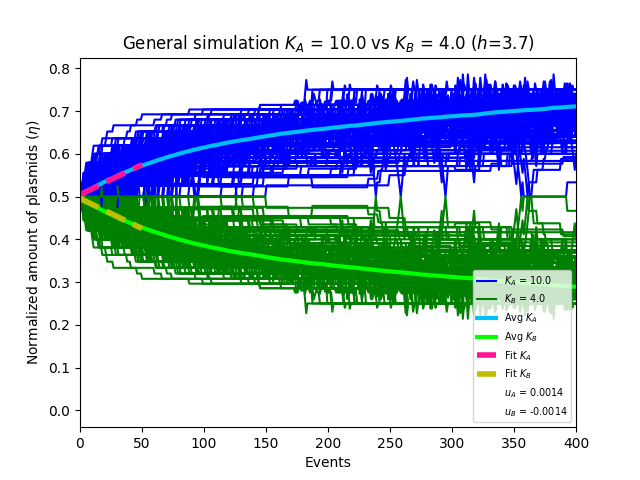 General simulation K_A = 10.0 vs K_B = 4.0 (h=3.7)
Normalized amount of plasmids (η)
0.8
0.7
0.6
0.5
0.4
0.3
0.2
0.1
0.0
K_A = 10.0
K_B = 4.0
Avg K_A
Avg K_B
Fit K_A
Fit K_B
u_A = 0.0014
u_B = -0.0014
0 50 100 150 200 250 300 350 400
Events